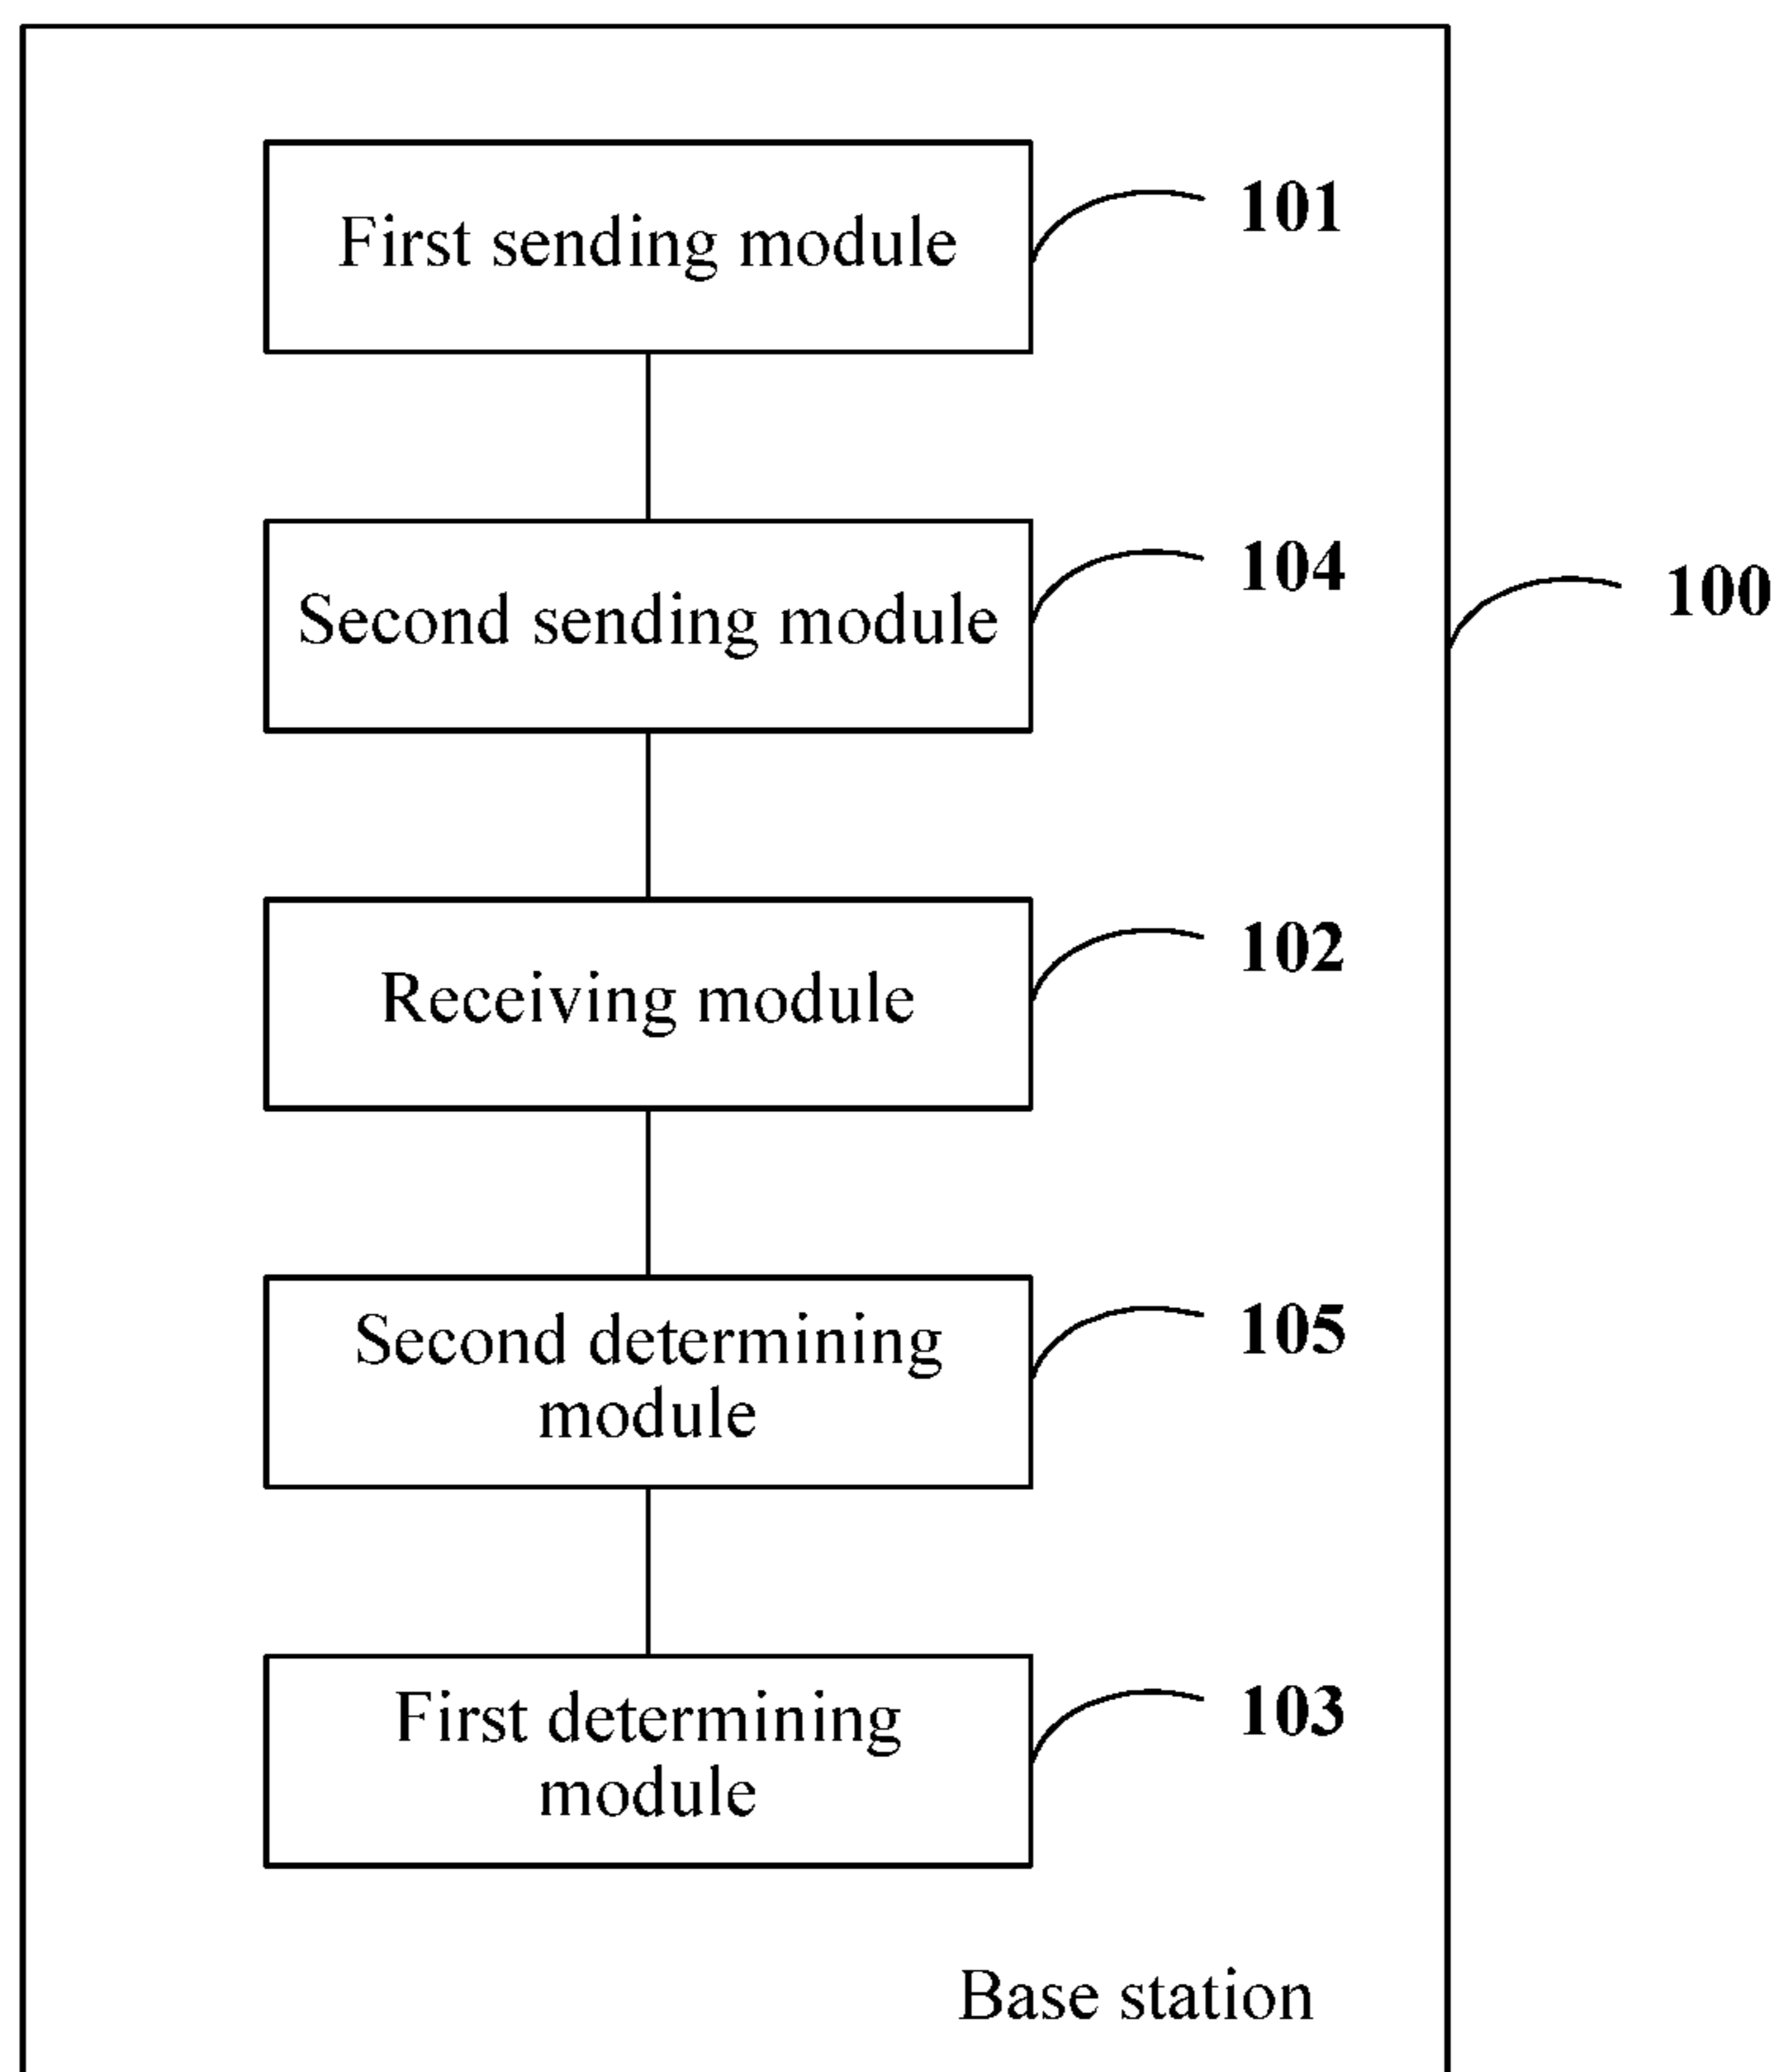 First sending module
101
Second sending module
104
100
Receiving module
102
Second determining
module
105
First determining
module
103
Base station